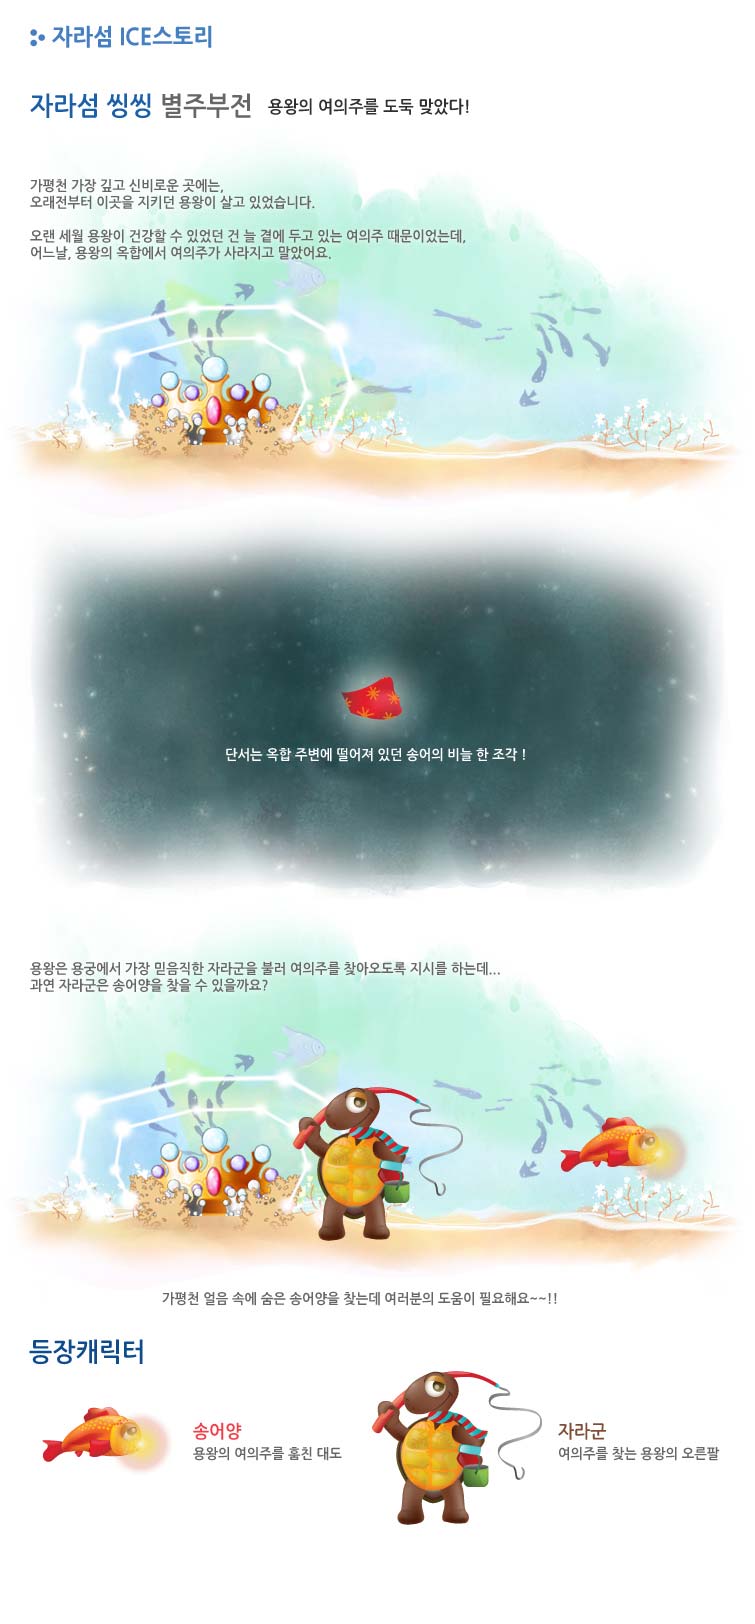 자라섬 ICE스토리
자라섬 씽씽 별주부전 용왕의 여의주를 도둑 맞았다!
가평천 가장 깊고 신비로운 곳에는,
오래전부터 이곳을 지키던 용왕이 살고 있었습니다.
오랜 세월 용왕이 건강할 수 있었던 건 늘 곁에 두고 있는 여의주 때문이었는데,
어느날, 용왕의 옥합에서 여의주가 사라지고 말았어요.
단서는 옥합 주변에 떨어져 있던 송어의 비늘 한 조각 !
용왕은 용궁에서 가장 믿음직한 자라군을 불러 여의주를 찾아오도록 지시를 하는데...
과연 자라군은 송어양을 찾을 수 있을까요?
가평천 얼음 속에 숨은 송어양을 찾는데 여러분의 도움이 필요해요~~!!
등장캐릭터
송어양
용왕의 여의주를 훔친 대도
자라군
여의주를 찾는 용왕의 오른팔